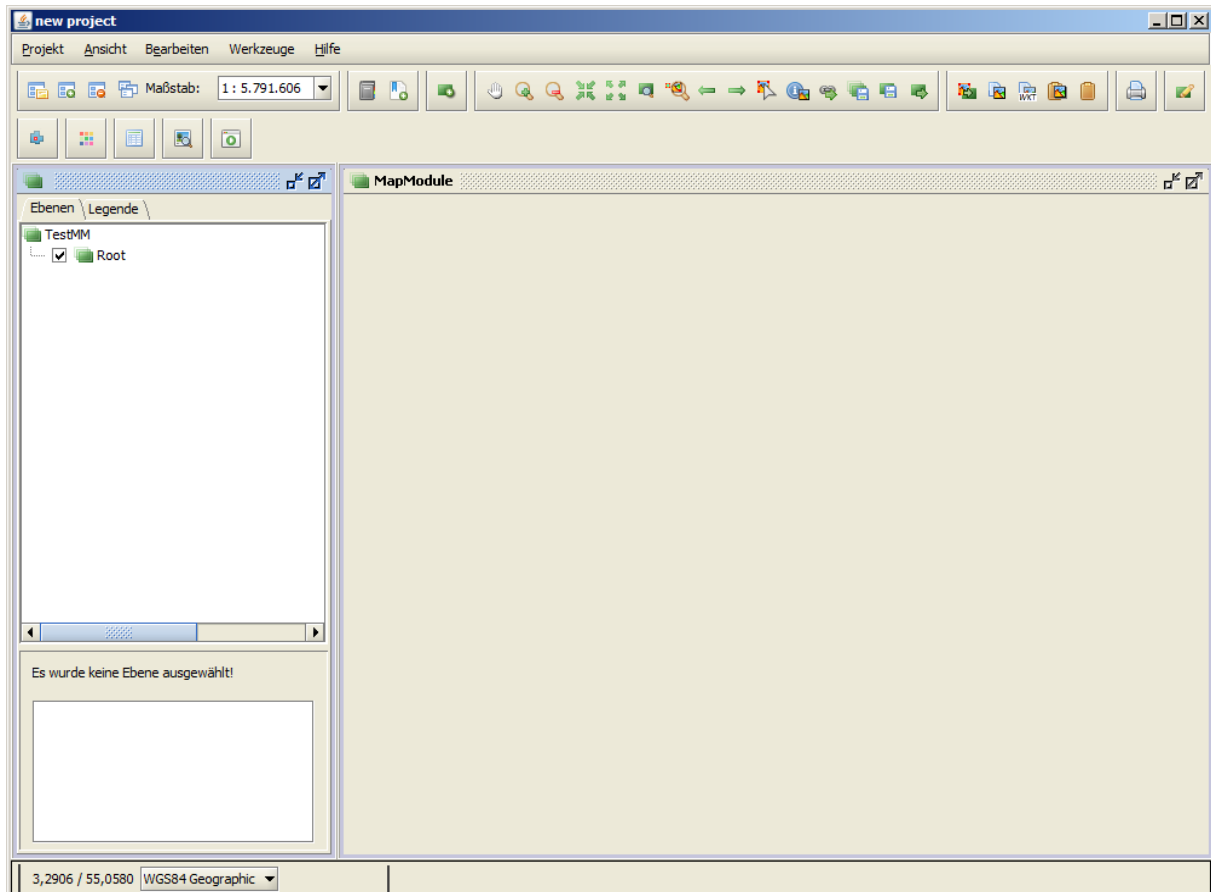 new project
Projekt Ansicht Bearbeiten Werkzeuge Hilfe
Maßstab: 1 : 5.791.606
WKT
MapModule
Ebenen Legende
TestMM
Root
Es wurde keine Ebene ausgewählt!
3,2906 / 55,0580 WGS84 Geographic